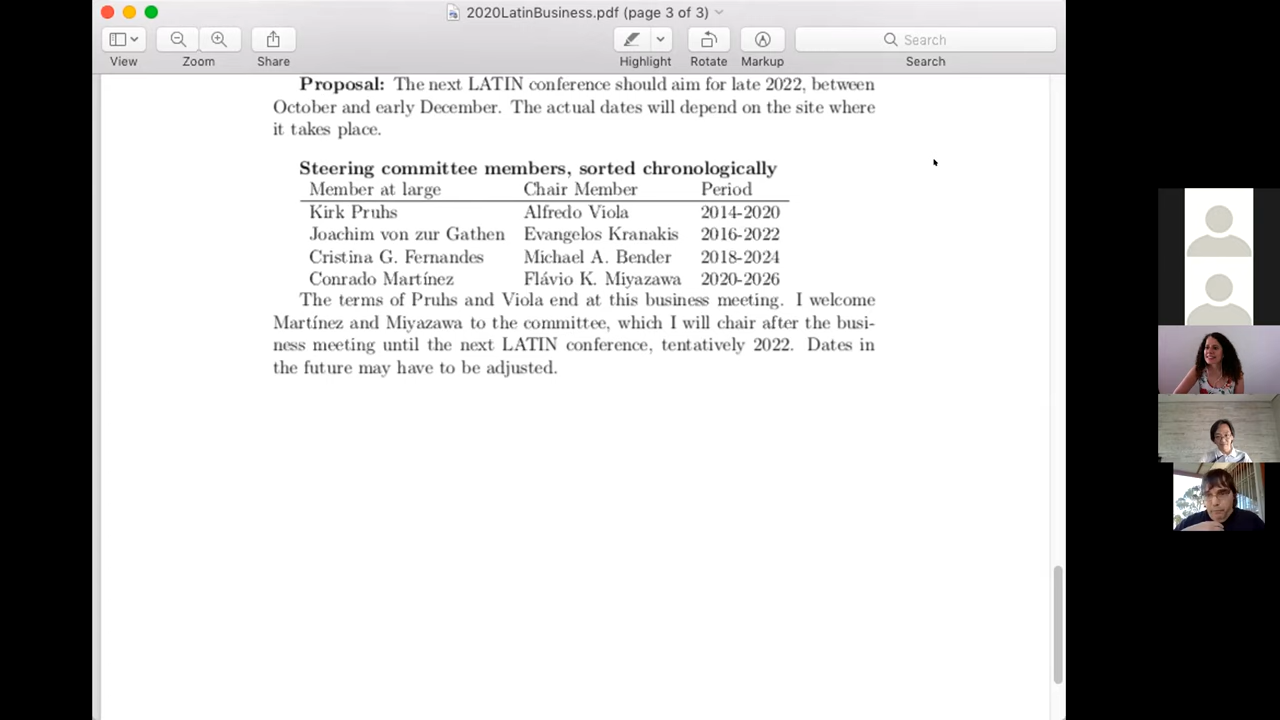 2020LatinBusiness.pdf (page 3 of 3)
View
Zoom
Share
Highlight
Rotate
Markup
Search
Search
Proposal: The next LATIN conference should aim for late 2022, between
October and early December. The actual dates will depend on the site where
it takes place.
Steering committee members, sorted chronologically
Member at large Chair Member Period
Kirk Pruhs Alfredo Viola 2014-2020
Joachim von zur Gathen Evangelos Kranakis 2016-2022
Cristina G. Fernandes Michael A. Bender 2018-2024
Conrado Martínez Flávio K. Miyazawa 2020-2026
The terms of Pruhs and Viola end at this business meeting. I welcome
Martínez and Miyazawa to the committee, which I will chair after the busi-
ness meeting until the next LATIN conference, tentatively 2022. Dates in
the future may have to be adjusted.